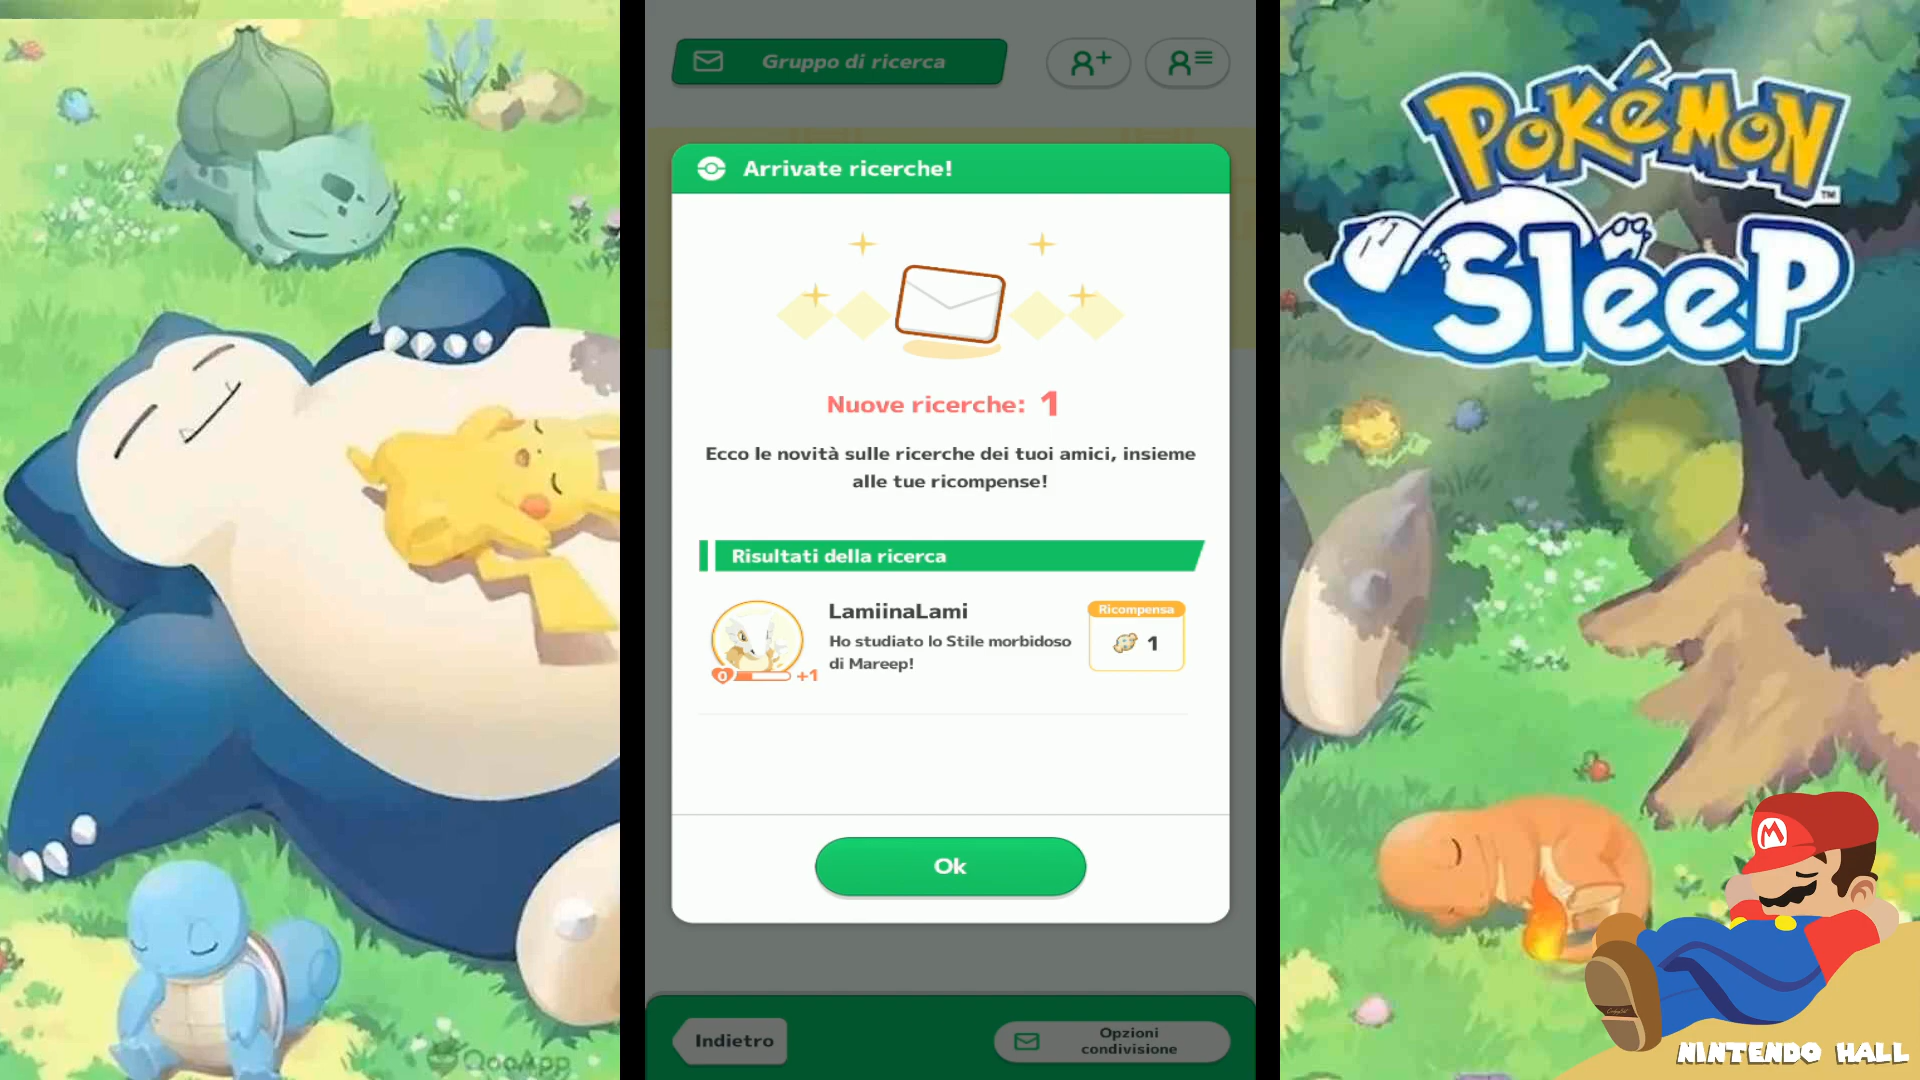 Gruppo di ricerca
Arrivate ricerche!
Nuove ricerche: 1
Ecco le novità sulle ricerche dei tuoi amici, insieme
alle tue ricompense!
Risultati della ricerca
LamiinaLami
Ho studiato lo Stile morbidoso
di Mareep!
0
+1
Ricompensa
1
Ok
Indietro
Opzioni
condivisione
POKéMON
TM
Sleep
M
NINTENDO HALL
QooApp